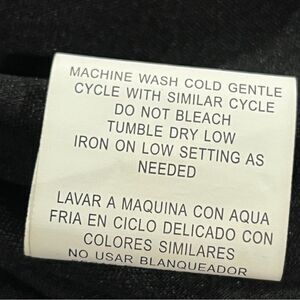 MACHINE WASH COLD GENTLE
CYCLE WITH SIMILAR CYCLE
DO NOT BLEACH
TUMBLE DRY LOW
IRON ON LOW SETTING AS
NEEDED
LAVAR A MAQUINA CON AQUA
FRIA EN CICLO DELICADO CON
COLORES SIMILARES
NO USAR BLANQUEADOR